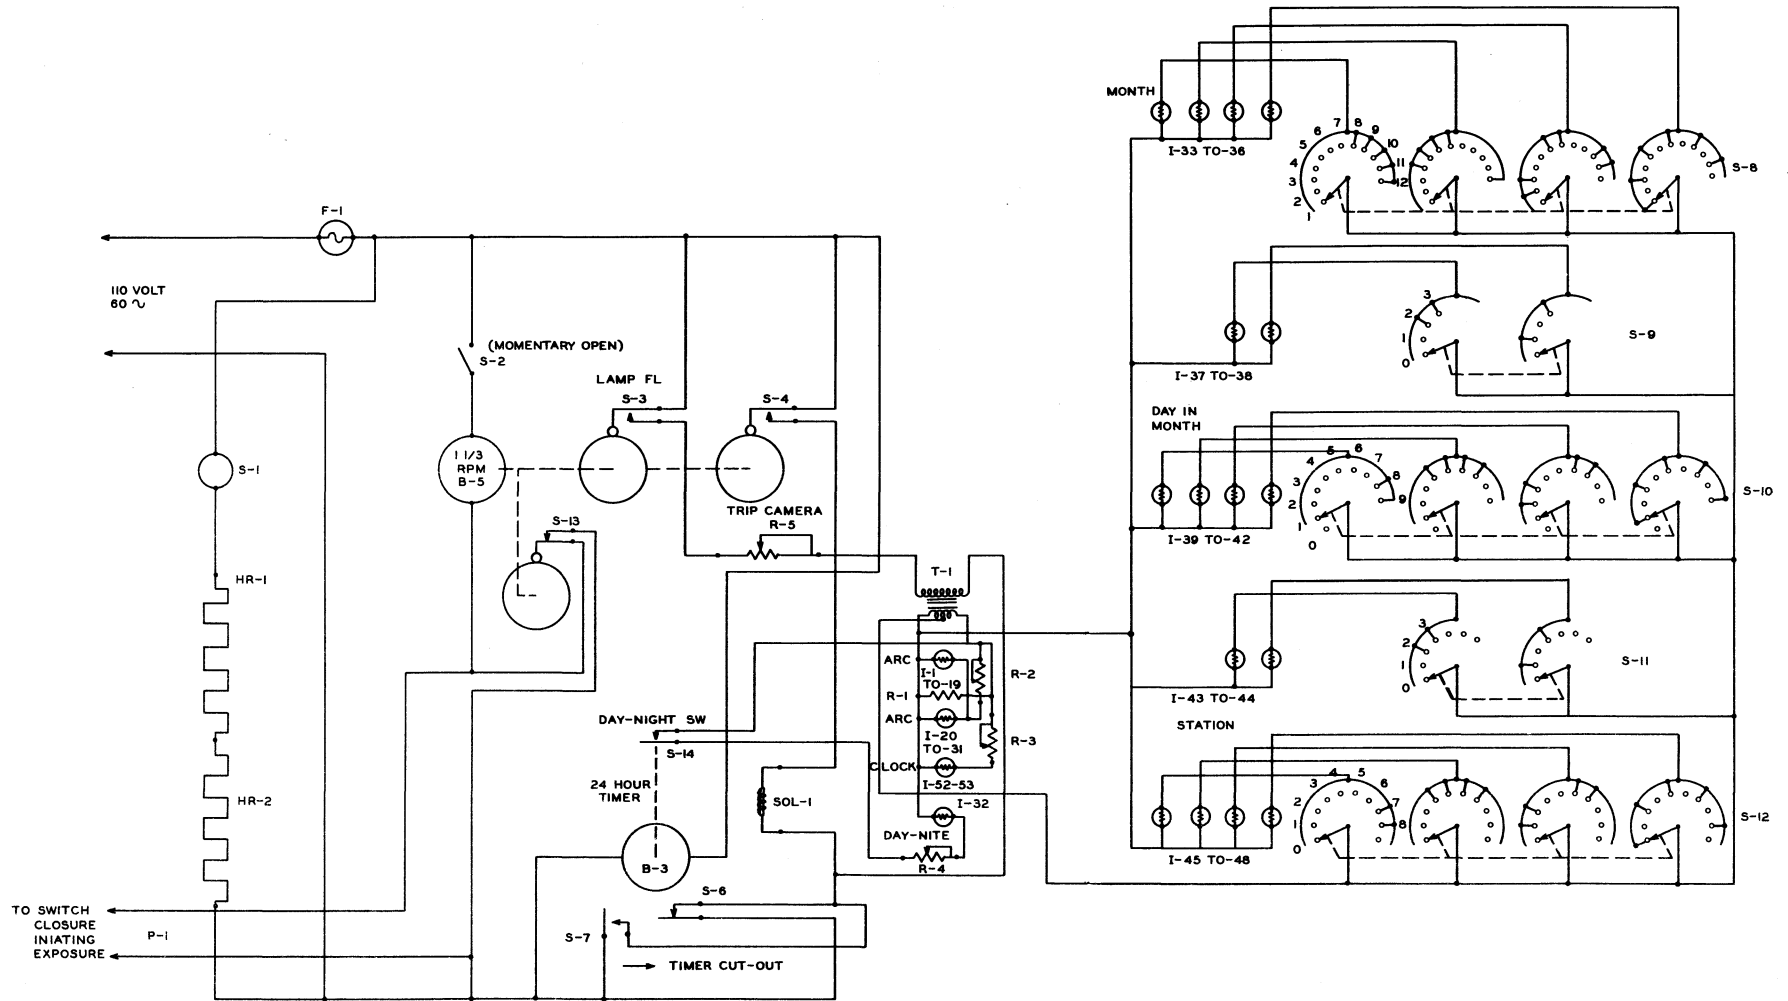 MONTH
I-33 TO-36
1
2
3
4
5
6
7
8
9
10
11
12
S-8
F-1
110 VOLT
60 ∿
(MOMENTARY OPEN)
S-2
LAMP FL
S-3
S-4
I-37 TO-38
0
1
2
3
S-9
DAY IN
MONTH
I-39 TO-42
0
1
2
3
4
5
6
7
8
9
S-10
S-1
1 1/3
RPM
B-5
TRIP CAMERA
R-5
S-13
HR-1
T-1
ARC
I-1
TO-19
R-2
R-1
ARC
I-20
TO-31
R-3
CLOCK
I-52-53
I-32
DAY-NITE
R-4
I-43 TO-44
0
1
2
3
S-11
STATION
I-45 TO-48
0
1
2
3
4
5
6
7
8
S-12
DAY-NIGHT SW
S-14
24 HOUR
TIMER
SOL-1
HR-2
B-3
S-6
S-7
TIMER CUT-OUT
TO SWITCH
CLOSURE
INIATING
EXPOSURE
P-1